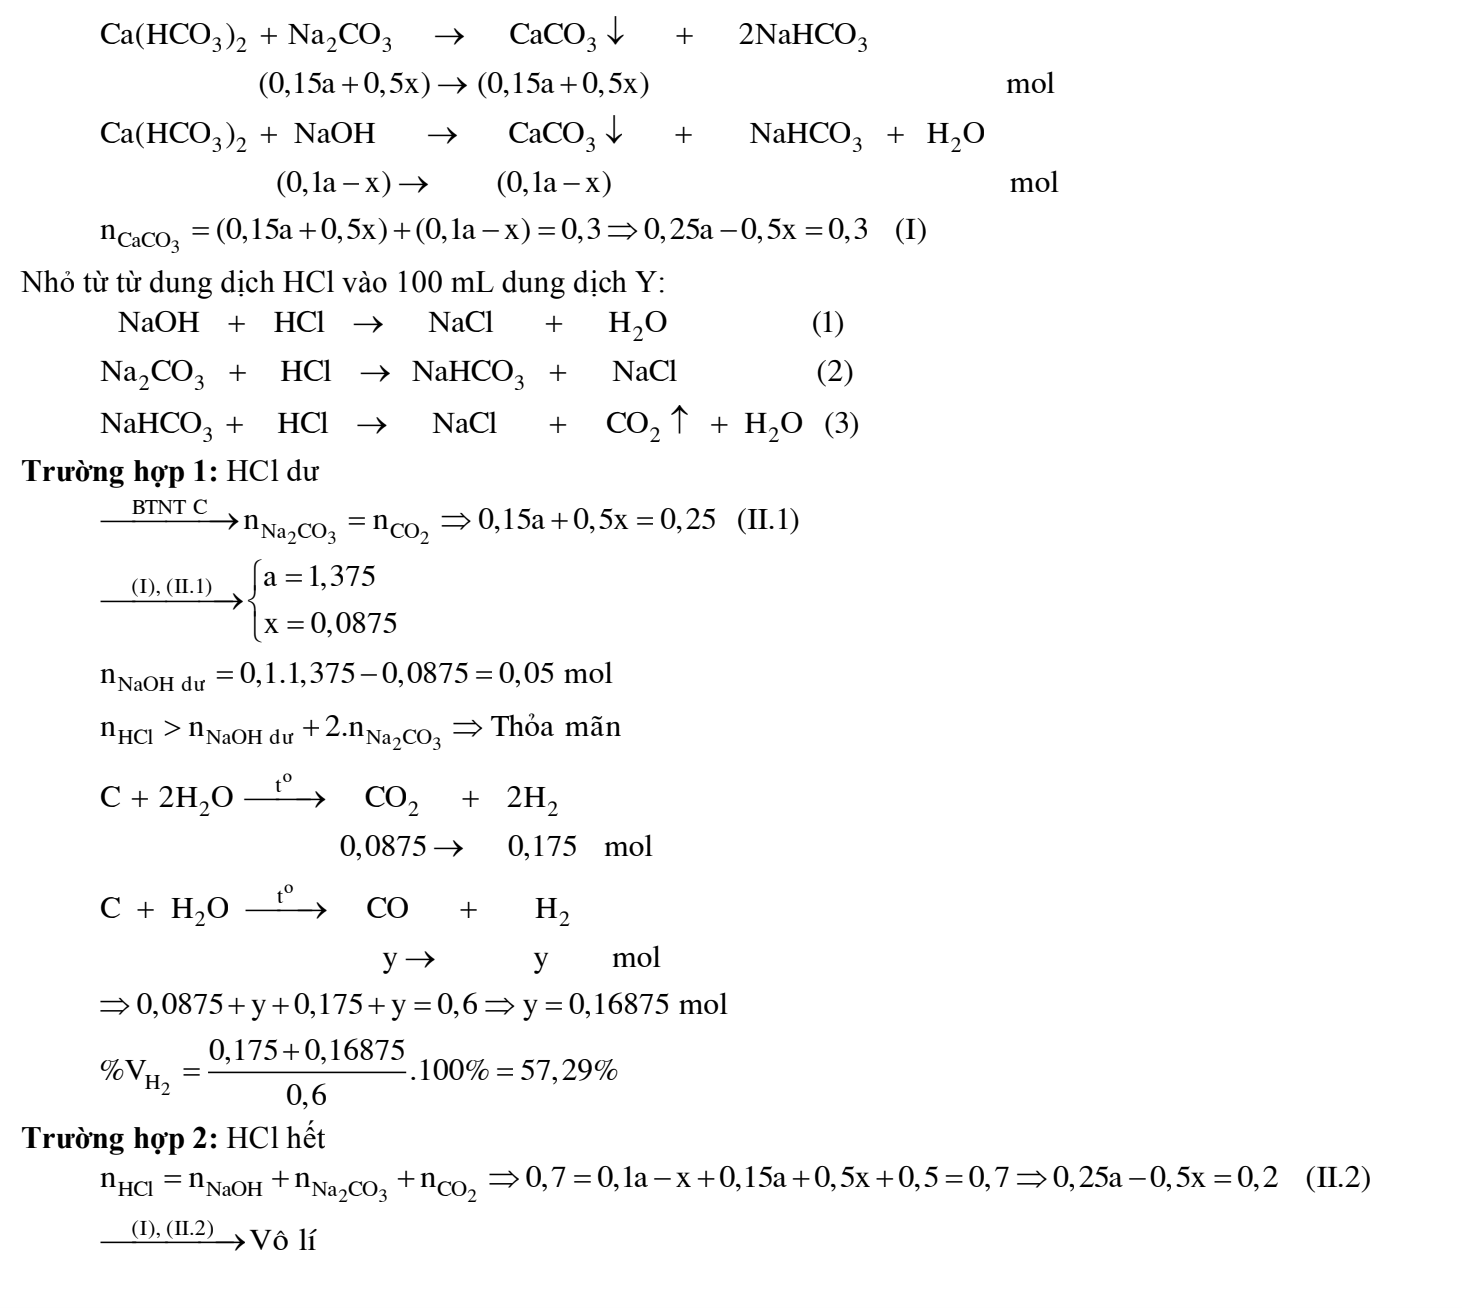 Ca(HCO₃)₂ + Na₂CO₃ → CaCO₃↓ + 2NaHCO₃
(0,15a + 0,5x) → (0,15a + 0,5x) mol
Ca(HCO₃)₂ + NaOH → CaCO₃↓ + NaHCO₃ + H₂O
(0,1a − x) → (0,1a − x) mol
n_CaCO₃ = (0,15a + 0,5x) + (0,1a − x) = 0,3 ⇒ 0,25a − 0,5x = 0,3 (I)
Nhỏ từ từ dung dịch HCl vào 100 mL dung dịch Y:
NaOH + HCl → NaCl + H₂O (1)
Na₂CO₃ + HCl → NaHCO₃ + NaCl (2)
NaHCO₃ + HCl → NaCl + CO₂↑ + H₂O (3)
Trường hợp 1: HCl dư
BTNT C → n_Na₂CO₃ = n_CO₂ ⇒ 0,15a + 0,5x = 0,25 (II.1)
(I), (II.1) → { a = 1,375
x = 0,0875
n_NaOH dư = 0,1.1,375 − 0,0875 = 0,05 mol
n_HCl > n_NaOH dư + 2.n_Na₂CO₃ ⇒ Thỏa mãn
C + 2H₂O —tº→ CO₂ + 2H₂
0,0875 → 0,175 mol
C + H₂O —tº→ CO + H₂
y → y mol
⇒ 0,0875 + y + 0,175 + y = 0,6 ⇒ y = 0,16875 mol
%V_H₂ = (0,175 + 0,16875)/0,6 .100% = 57,29%
Trường hợp 2: HCl hết
n_HCl = n_NaOH + n_Na₂CO₃ + n_CO₂ ⇒ 0,7 = 0,1a − x + 0,15a + 0,5x + 0,5 = 0,7 ⇒ 0,25a − 0,5x = 0,2 (II.2)
(I), (II.2) → Vô lí